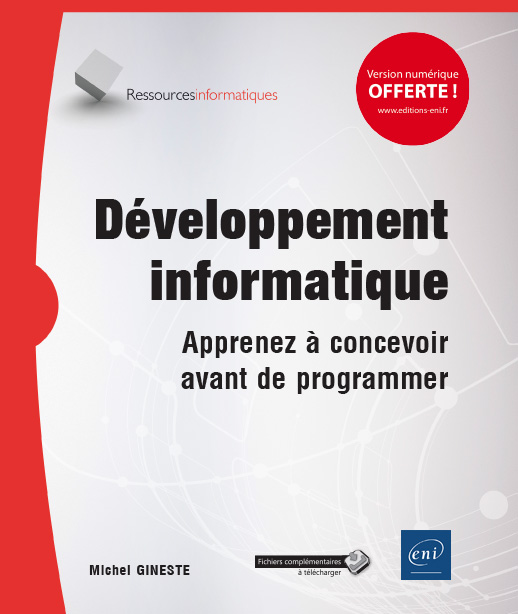 Ressourcesinformatiques
Version numérique
OFFERTE !
www.editions-eni.fr
Développement
informatique
Apprenez à concevoir
avant de programmer
Michel GINESTE
Fichiers complémentaires
à télécharger
eni